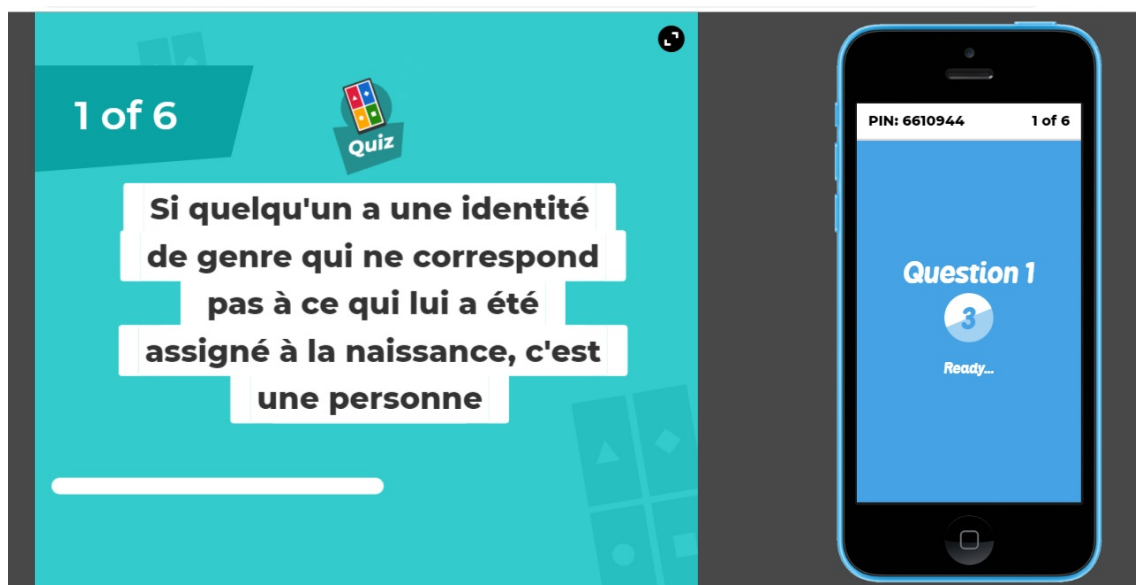 1 of 6
Quiz
Si quelqu'un a une identité
de genre qui ne correspond
pas à ce qui lui a été
assigné à la naissance, c'est
une personne
PIN: 6610944 1 of 6
Question 1
3
Ready...